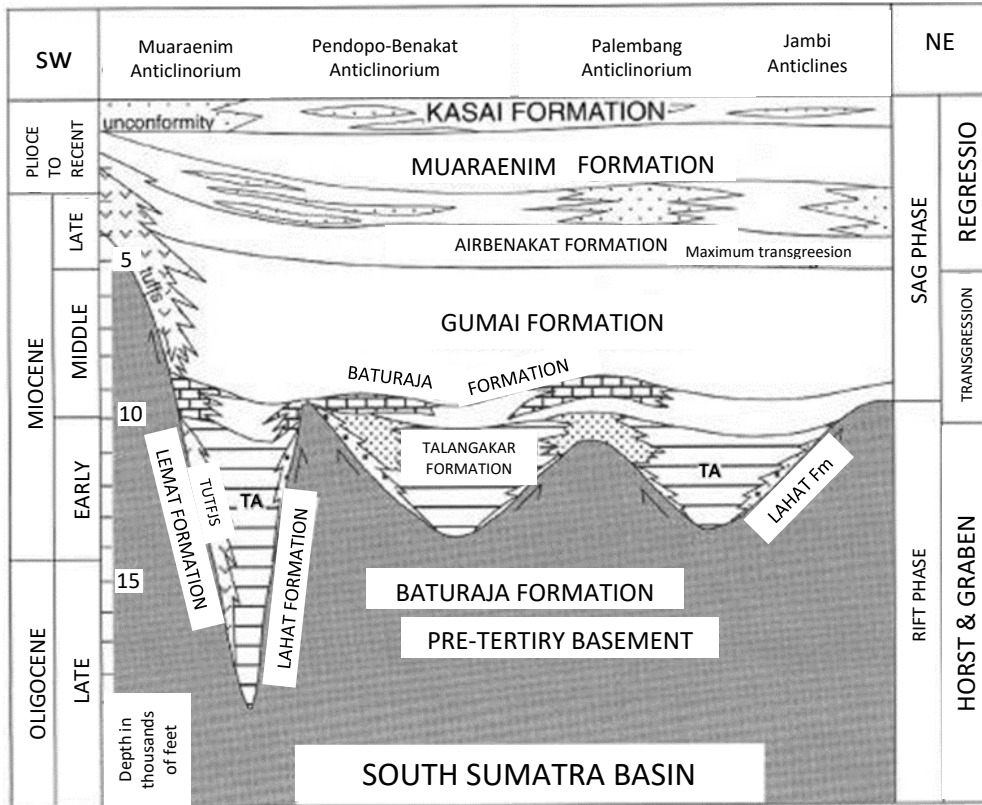 SW
Muaraenim
Anticlinorium
Pendopo-Benakat
Anticlinorium
Palembang
Anticlinorium
Jambi
Anticlines
NE
PLIOCE
TO
RECENT
MIOCENE
OLIGOCENE
LATE
MIDDLE
EARLY
LATE
unconformity
KASAI FORMATION
MUARAENIM FORMATION
AIRBENAKAT FORMATION
Maximum transgreesion
5
tuffs
GUMAI FORMATION
BATURAJA FORMATION
10
TALANGAKAR
FORMATION
TA
TA
LEMAT FORMATION
TUTFJS
LAHAT FORMATION
LAHAT Fm
15
BATURAJA FORMATION
PRE-TERTIRY BASEMENT
Depth in
thousands
of feet
SOUTH SUMATRA BASIN
SAG PHASE
RIFT PHASE
REGRESSIO
TRANSGRESSION
HORST & GRABEN